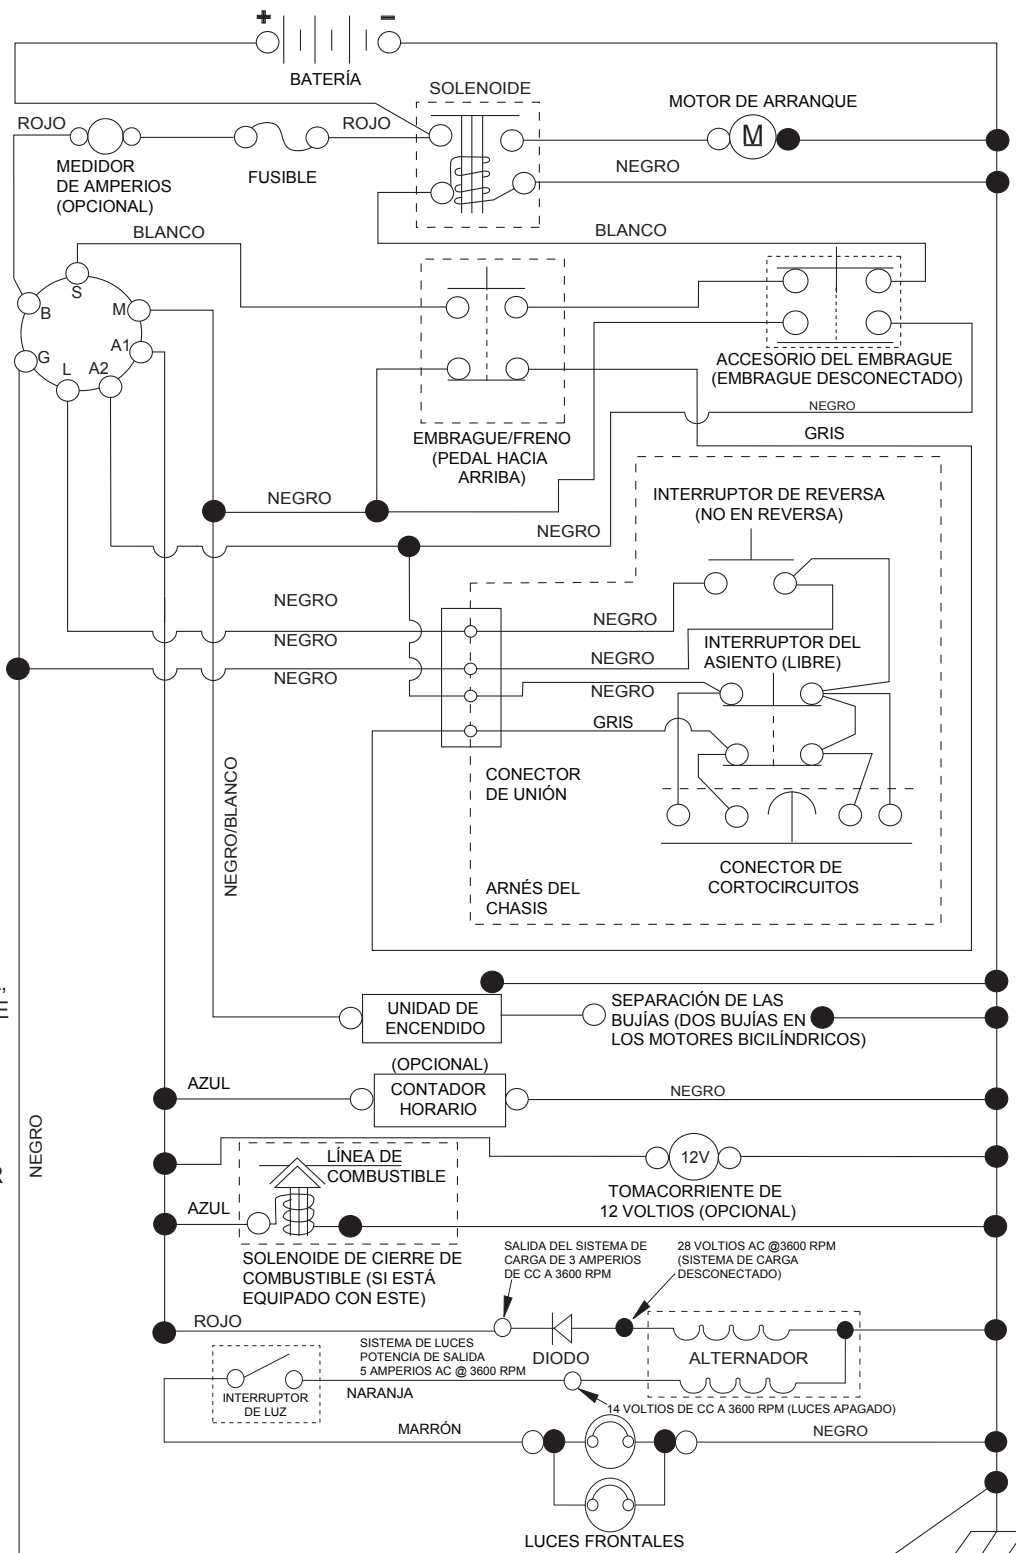 + −
BATERÍA
SOLENOIDE
MOTOR DE ARRANQUE
M
ROJO
ROJO
MEDIDOR
DE AMPERIOS
(OPCIONAL)
FUSIBLE
NEGRO
BLANCO
BLANCO
S
B
M
G
A1
L
A2
ACCESORIO DEL EMBRAGUE
(EMBRAGUE DESCONECTADO)
NEGRO
EMBRAGUE/FRENO
(PEDAL HACIA
ARRIBA)
GRIS
NEGRO
NEGRO
INTERRUPTOR DE REVERSA
(NO EN REVERSA)
NEGRO
NEGRO
NEGRO
NEGRO
INTERRUPTOR DEL
ASIENTO (LIBRE)
NEGRO
NEGRO
GRIS
CONECTOR
DE UNIÓN
NEGRO/BLANCO
CONECTOR DE
CORTOCIRCUITOS
ARNÉS DEL
CHASIS
UNIDAD DE
ENCENDIDO
SEPARACIÓN DE LAS
BUJÍAS (DOS BUJÍAS EN
LOS MOTORES BICILÍNDRICOS)
(OPCIONAL)
AZUL
CONTADOR
HORARIO
NEGRO
NEGRO
LÍNEA DE
COMBUSTIBLE
12V
TOMACORRIENTE DE
12 VOLTIOS (OPCIONAL)
AZUL
SOLENOIDE DE CIERRE DE
COMBUSTIBLE (SI ESTÁ
EQUIPADO CON ESTE)
SALIDA DEL SISTEMA DE
CARGA DE 3 AMPERIOS
DE CC A 3600 RPM
28 VOLTIOS AC @3600 RPM
(SISTEMA DE CARGA
DESCONECTADO)
ROJO
SISTEMA DE LUCES
POTENCIA DE SALIDA
5 AMPERIOS AC @ 3600 RPM
DIODO
ALTERNADOR
INTERRUPTOR
DE LUZ
NARANJA
14 VOLTIOS DE CC A 3600 RPM (LUCES APAGADO)
MARRÓN
NEGRO
LUCES FRONTALES